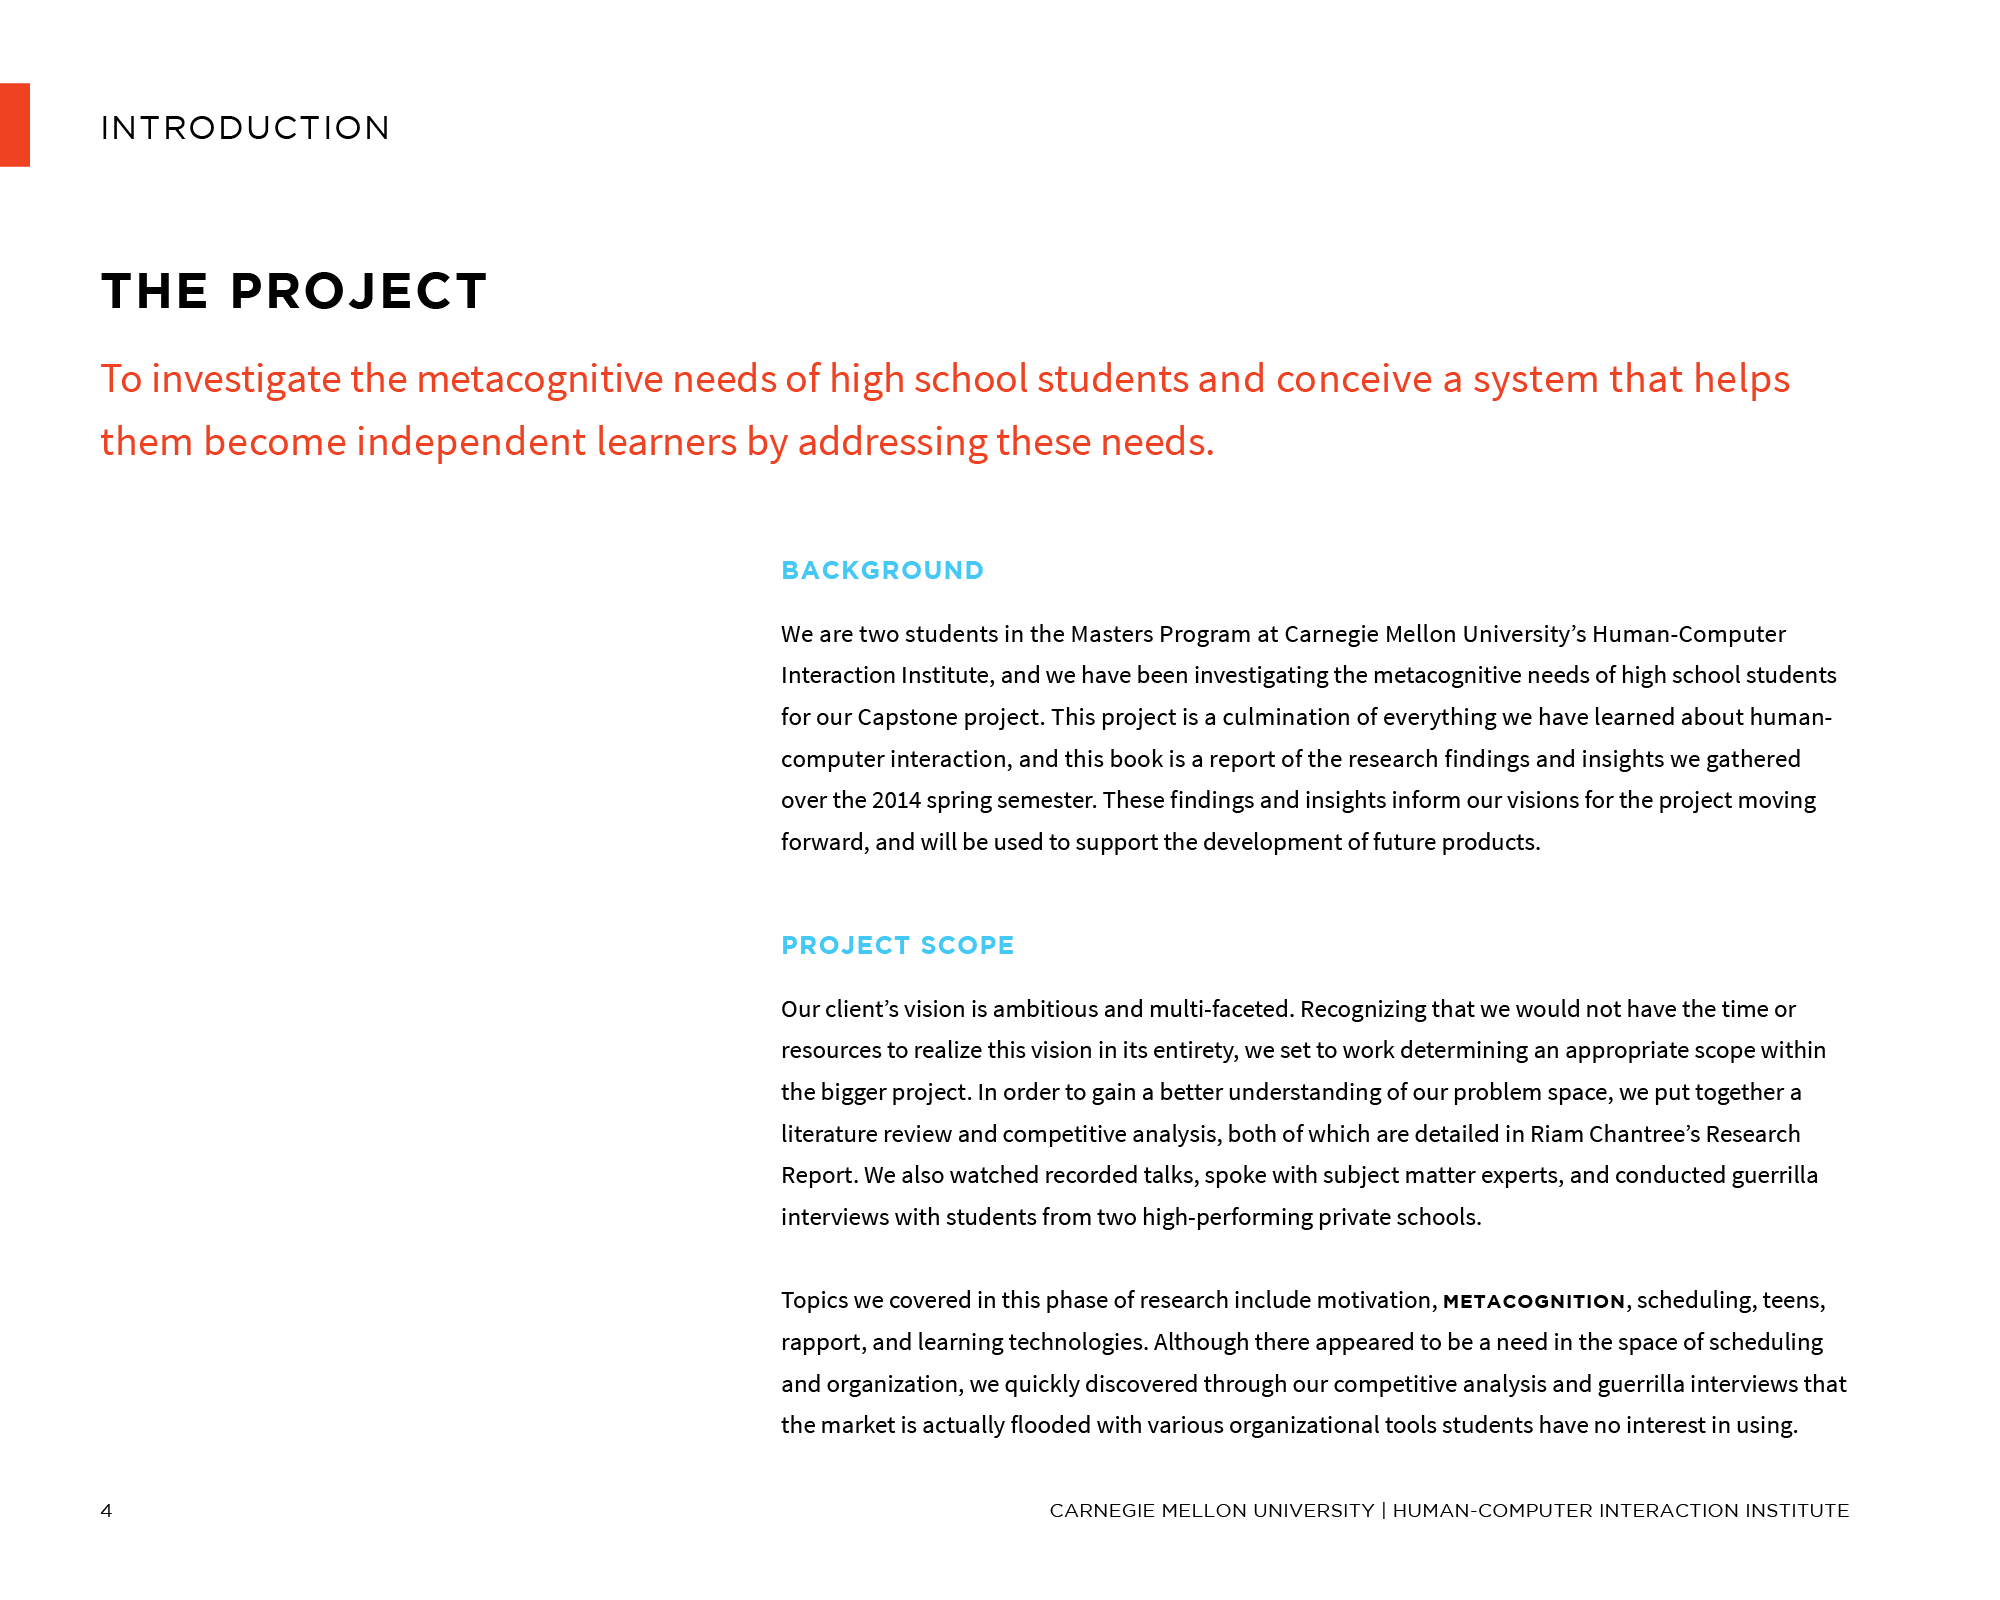 INTRODUCTION
THE PROJECT
To investigate the metacognitive needs of high school students and conceive a system that helps
them become independent learners by addressing these needs.
BACKGROUND
We are two students in the Masters Program at Carnegie Mellon University’s Human-Computer
Interaction Institute, and we have been investigating the metacognitive needs of high school students
for our Capstone project. This project is a culmination of everything we have learned about human-
computer interaction, and this book is a report of the research findings and insights we gathered
over the 2014 spring semester. These findings and insights inform our visions for the project moving
forward, and will be used to support the development of future products.
PROJECT SCOPE
Our client’s vision is ambitious and multi-faceted. Recognizing that we would not have the time or
resources to realize this vision in its entirety, we set to work determining an appropriate scope within
the bigger project. In order to gain a better understanding of our problem space, we put together a
literature review and competitive analysis, both of which are detailed in Riam Chantree’s Research
Report. We also watched recorded talks, spoke with subject matter experts, and conducted guerrilla
interviews with students from two high-performing private schools.
Topics we covered in this phase of research include motivation, METACOGNITION, scheduling, teens,
rapport, and learning technologies. Although there appeared to be a need in the space of scheduling
and organization, we quickly discovered through our competitive analysis and guerrilla interviews that
the market is actually flooded with various organizational tools students have no interest in using.
4
CARNEGIE MELLON UNIVERSITY | HUMAN-COMPUTER INTERACTION INSTITUTE